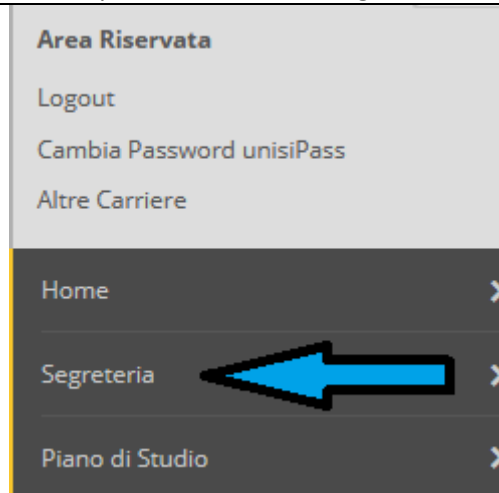 Area Riservata
Logout
Cambia Password unisiPass
Altre Carriere
Home
Segreteria
Piano di Studio